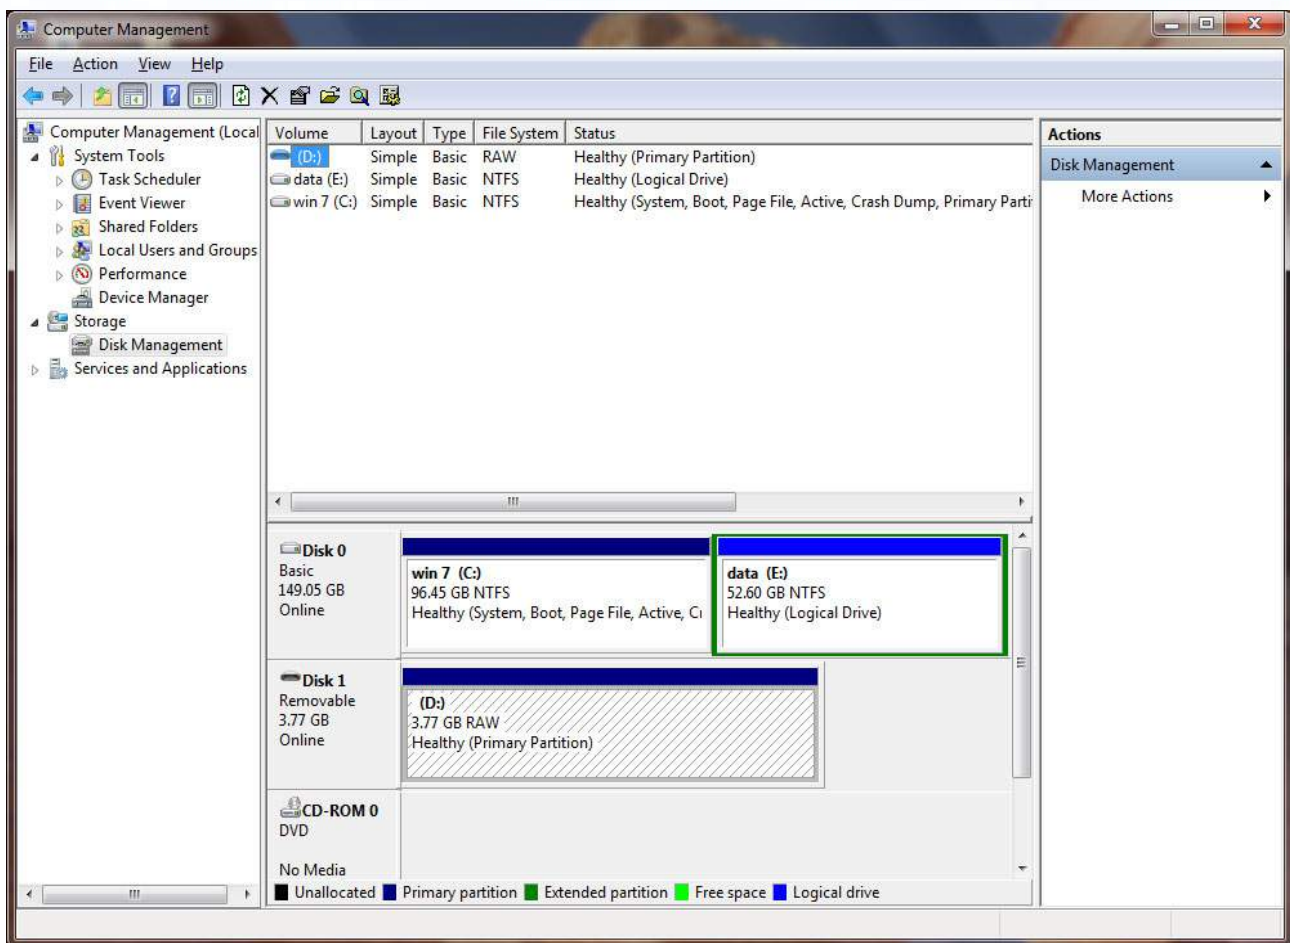 Computer Management
File Action View Help
Computer Management (Local
System Tools
Task Scheduler
Event Viewer
Shared Folders
Local Users and Groups
Performance
Device Manager
Storage
Disk Management
Services and Applications
Volume Layout Type File System Status
(D:) Simple Basic RAW Healthy (Primary Partition)
data (E:) Simple Basic NTFS Healthy (Logical Drive)
win 7 (C:) Simple Basic NTFS Healthy (System, Boot, Page File, Active, Crash Dump, Primary Parti
Actions
Disk Management
More Actions
Disk 0
Basic
149.05 GB
Online
win 7 (C:)
96.45 GB NTFS
Healthy (System, Boot, Page File, Active, Cr
data (E:)
52.60 GB NTFS
Healthy (Logical Drive)
Disk 1
Removable
3.77 GB
Online
(D:)
3.77 GB RAW
Healthy (Primary Partition)
CD-ROM 0
DVD
No Media
Unallocated Primary partition Extended partition Free space Logical drive